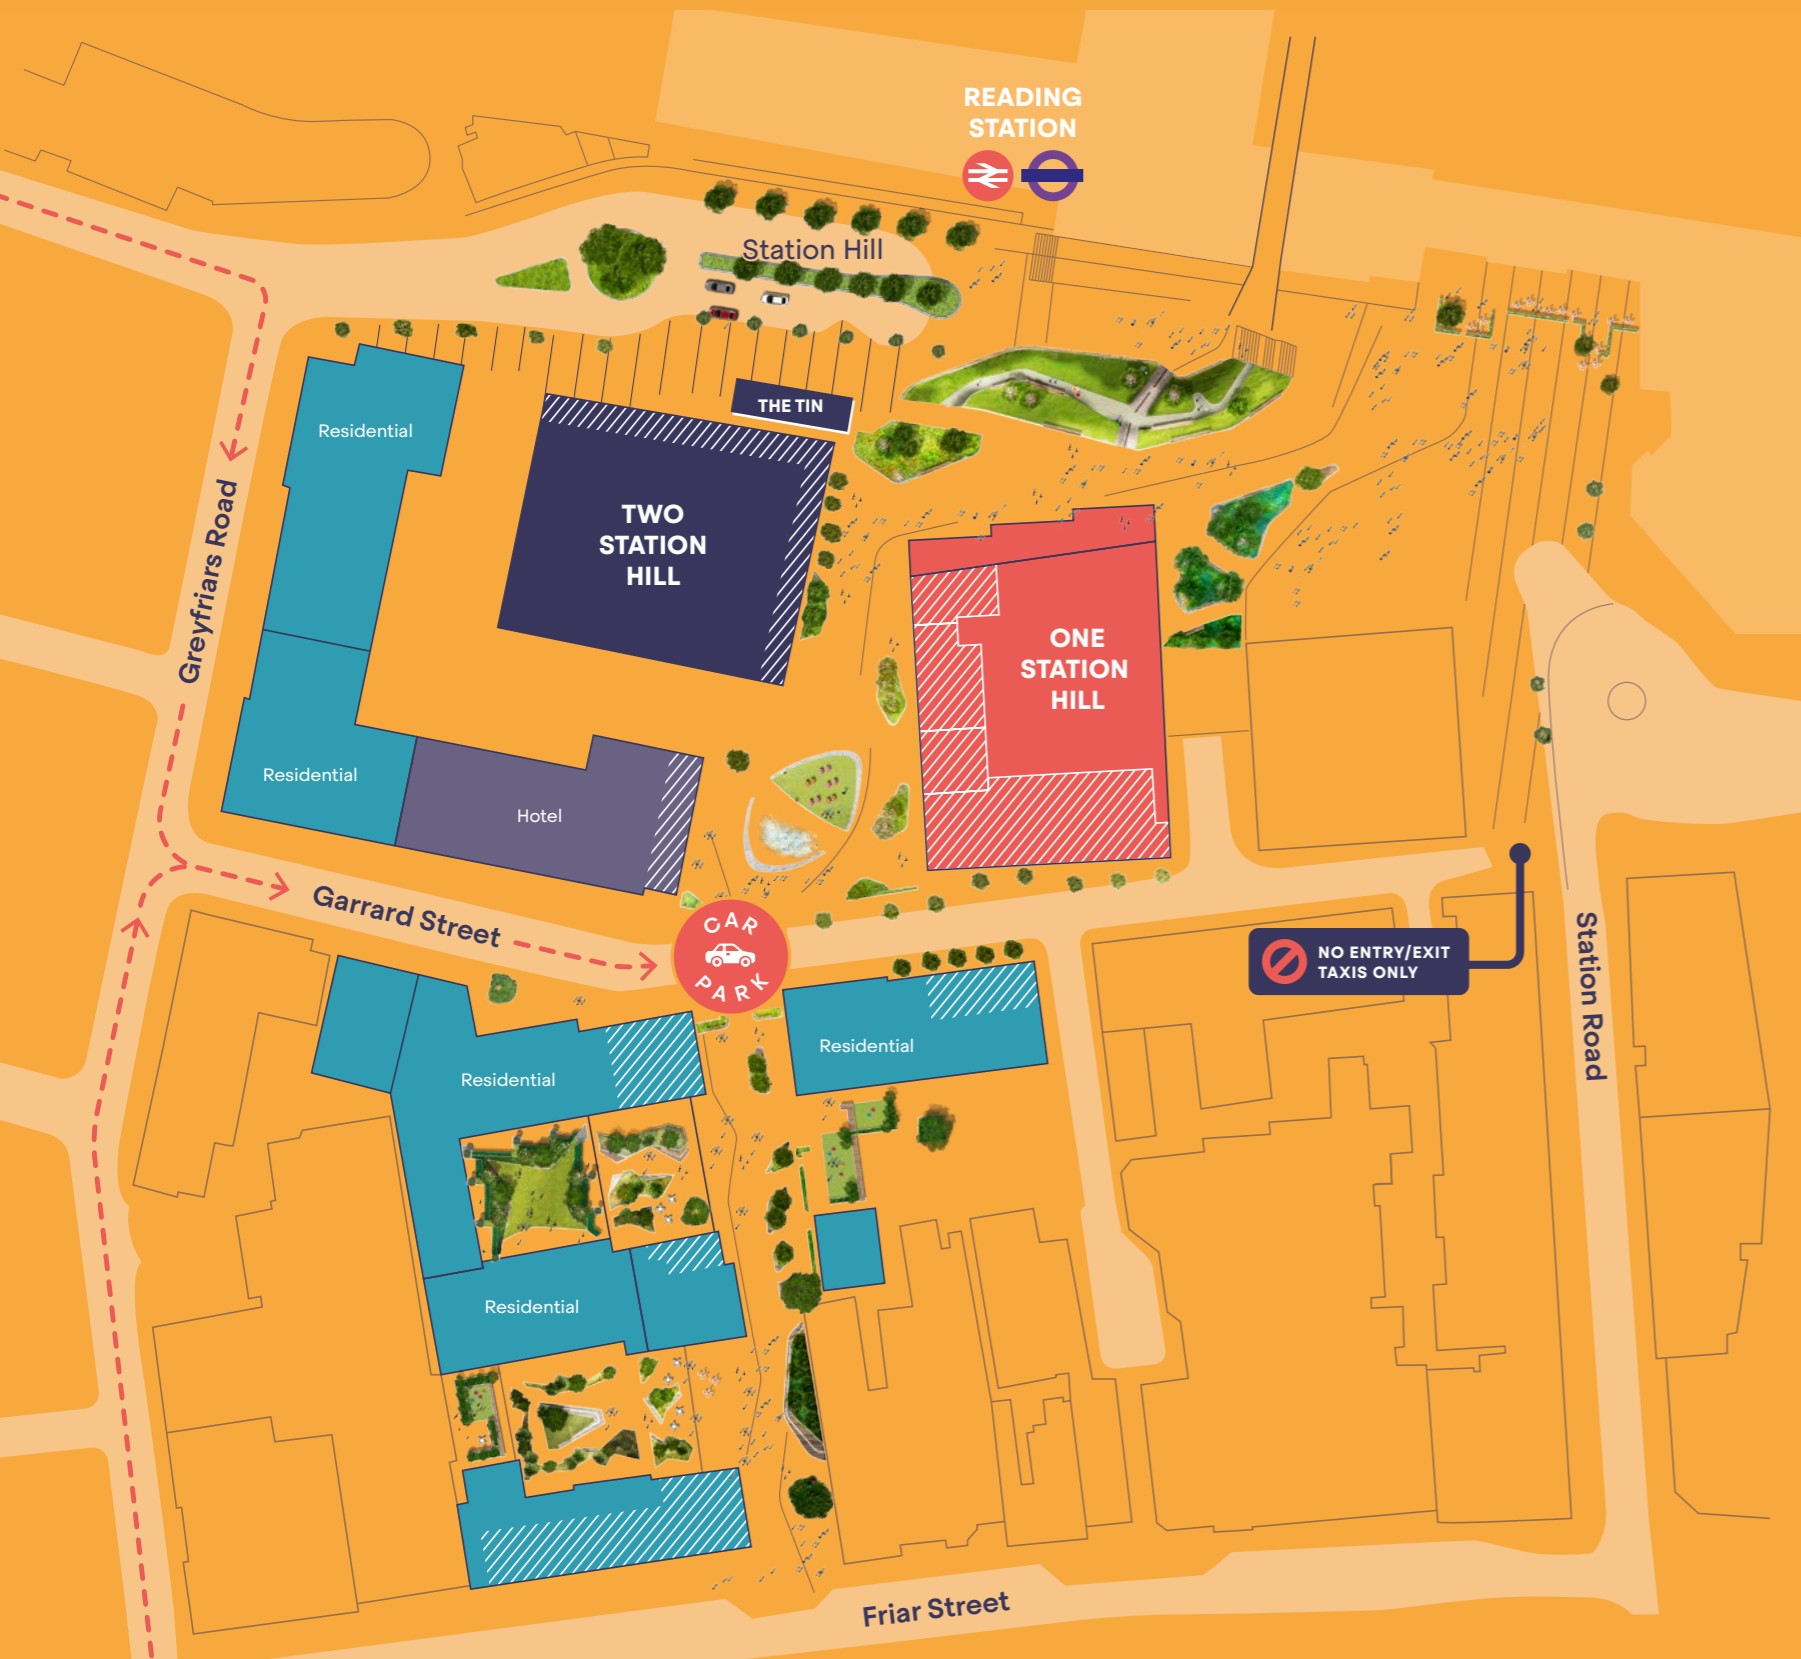 READING
STATION
Station Hill
THE TIN
Residential
TWO
STATION
HILL
Greyfriars Road
ONE
STATION
HILL
Residential
Hotel
Garrard Street
CAR
PARK
NO ENTRY/EXIT
TAXIS ONLY
Station Road
Residential
Residential
Residential
Friar Street